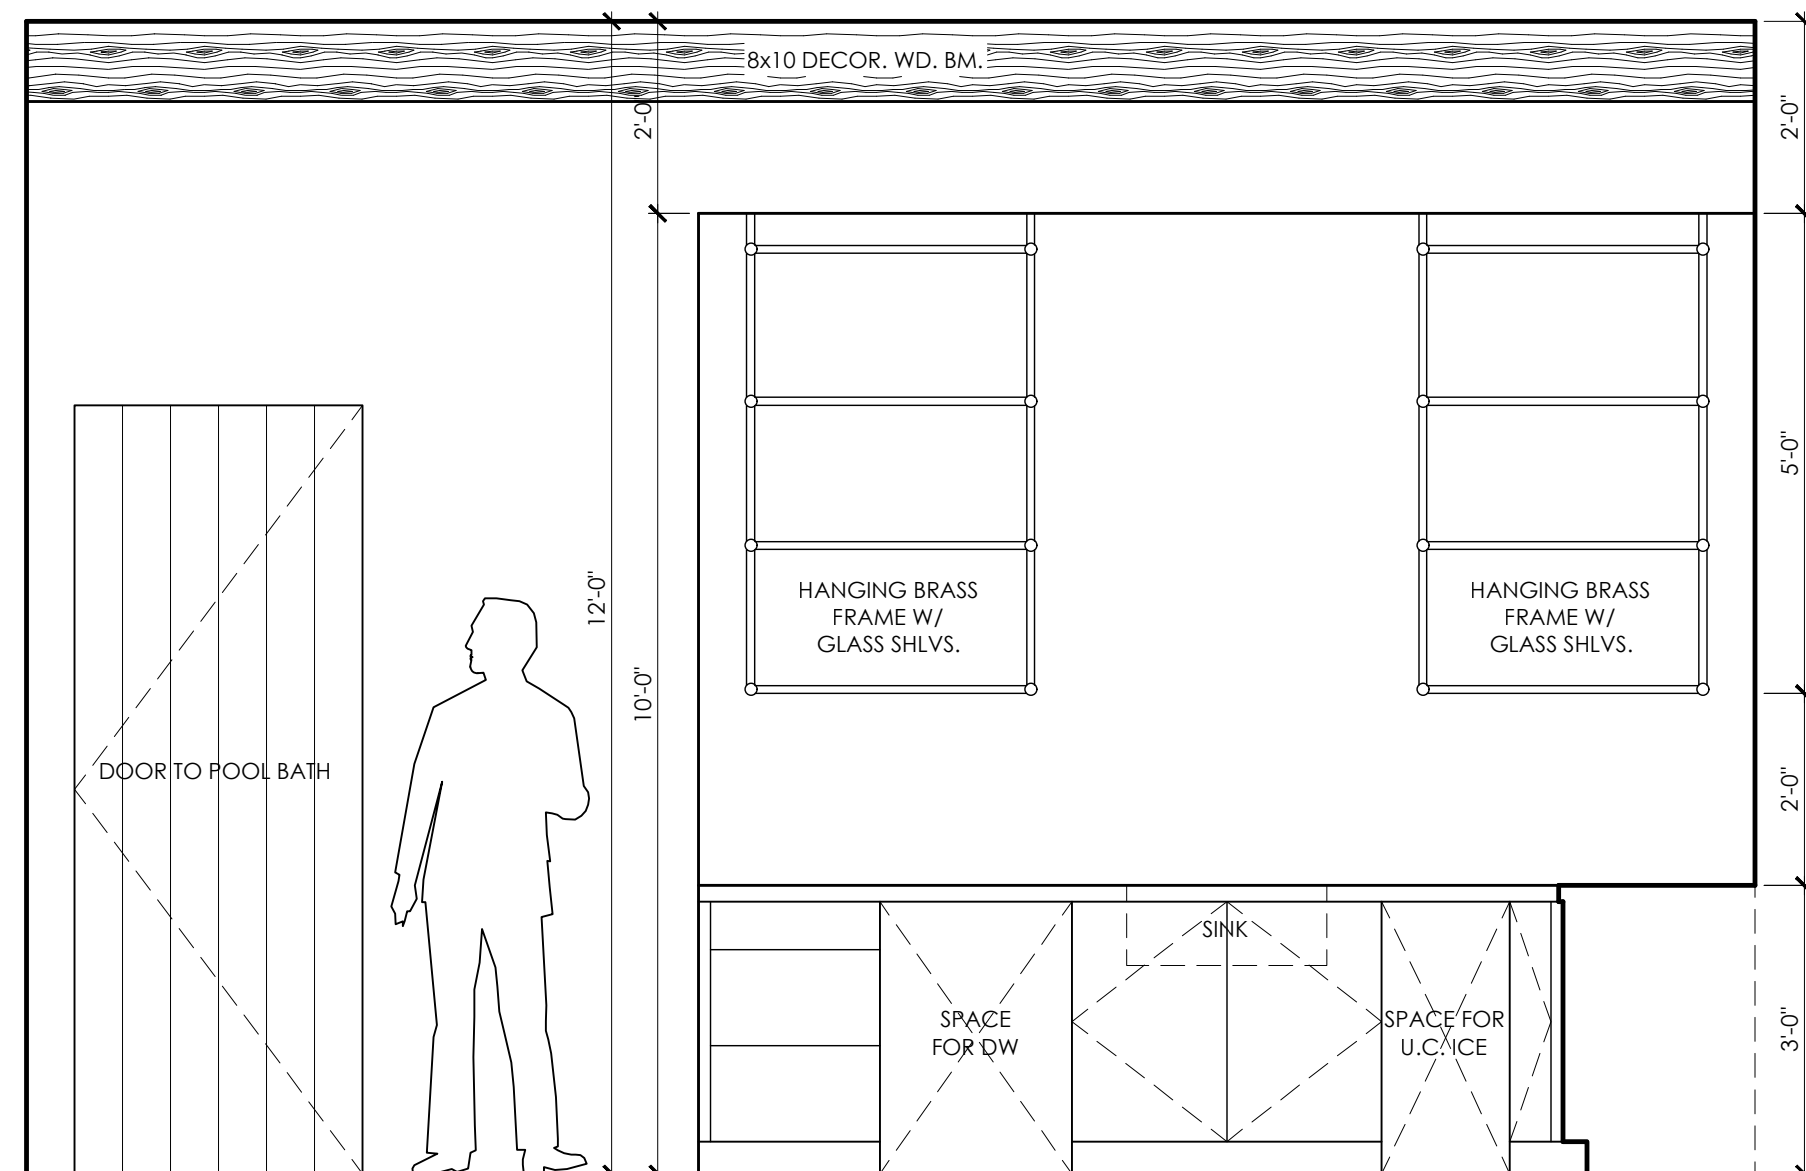 8x10 DECOR. WD. BM.
2'-0"
2'-0"
5'-0"
12'-0"
10'-0"
HANGING BRASS
FRAME W/
GLASS SHLVS.
HANGING BRASS
FRAME W/
GLASS SHLVS.
DOOR TO POOL BATH
2'-0"
SINK
SPACE
FOR DW
SPACE FOR
U.C. ICE
3'-0"